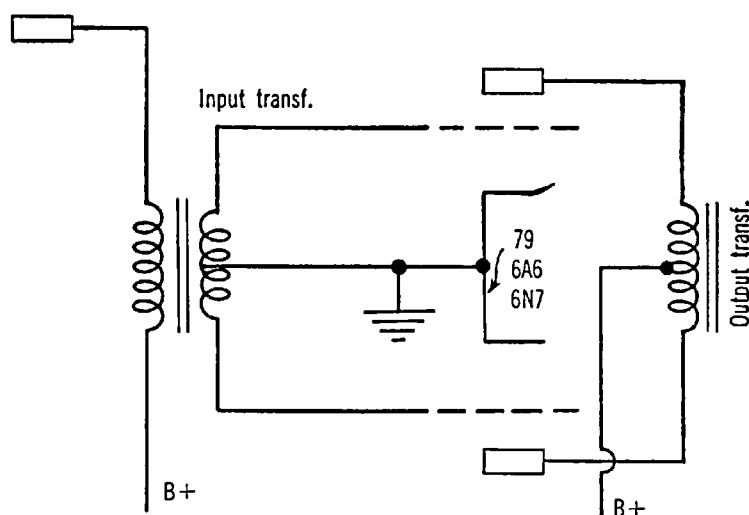 Input transf.
79
6A6
6N7
Output transf.
B+
B+